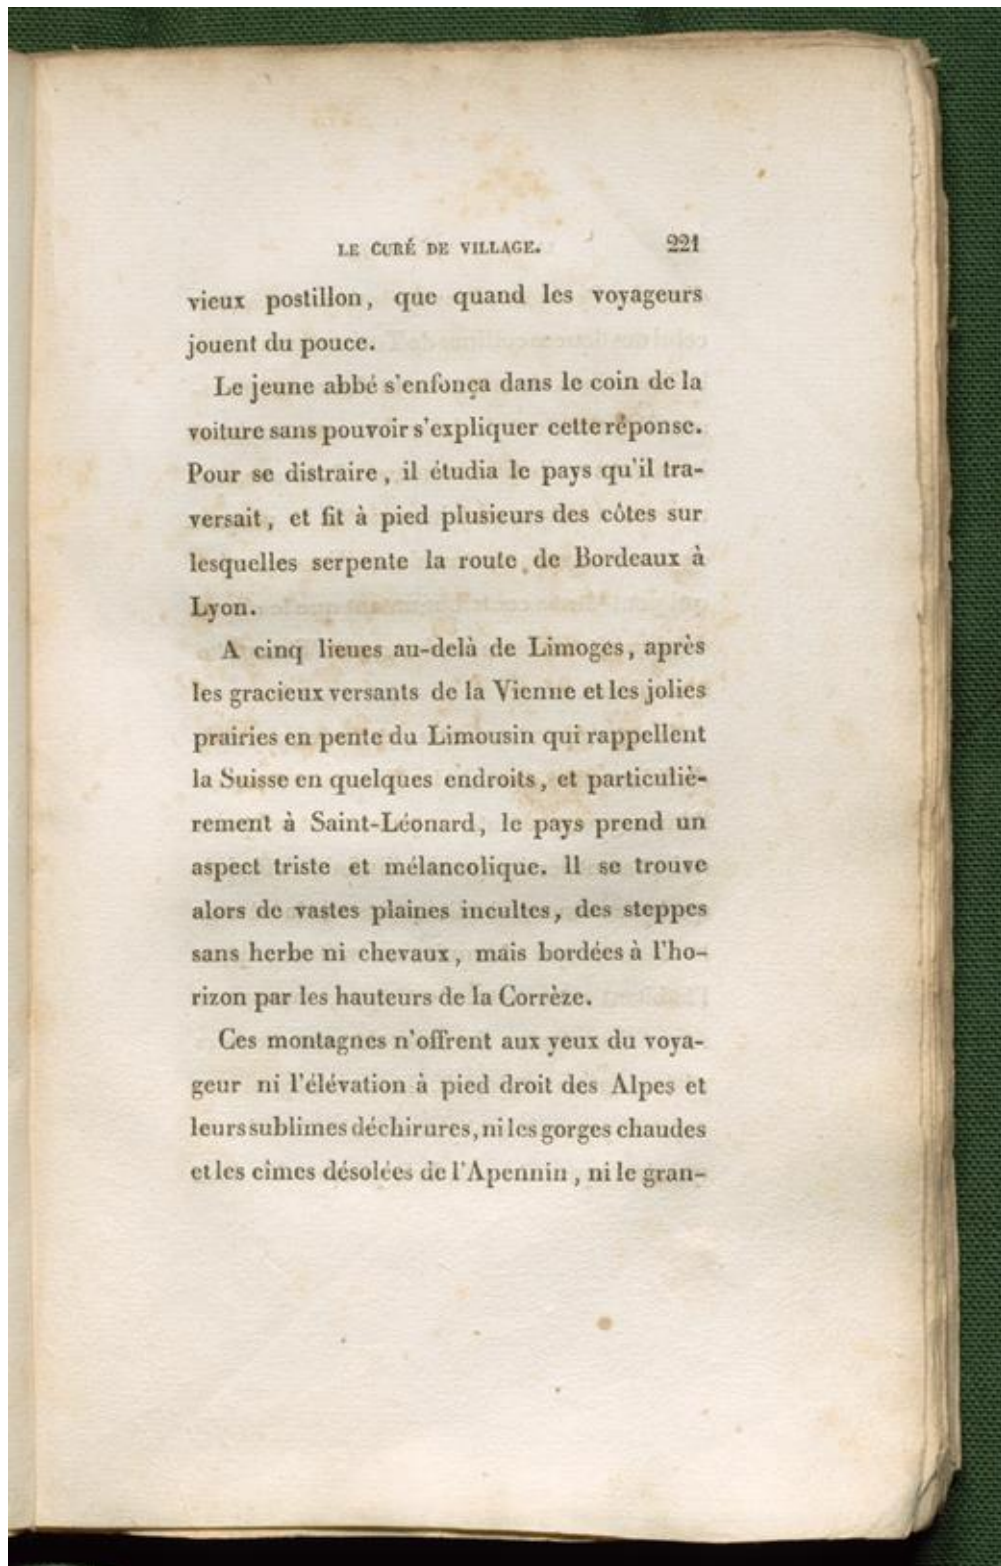 LE CURÉ DE VILLAGE. 221
vieux postillon, que quand les voyageurs
jouent du pouce.
Le jeune abbé s'enfonça dans le coin de la
voiture sans pouvoir s'expliquer cette réponse.
Pour se distraire, il étudia le pays qu'il tra-
versait, et fit à pied plusieurs des côtes sur
lesquelles serpente la route de Bordeaux à
Lyon.
A cinq lieues au-delà de Limoges, après
les gracieux versants de la Vienne et les jolies
prairies en pente du Limousin qui rappellent
la Suisse en quelques endroits, et particuliè-
rement à Saint-Léonard, le pays prend un
aspect triste et mélancolique. Il se trouve
alors de vastes plaines incultes, des steppes
sans herbe ni chevaux, mais bordées à l'ho-
rizon par les hauteurs de la Corrèze.
Ces montagnes n'offrent aux yeux du voya-
geur ni l'élévation à pied droit des Alpes et
leurs sublimes déchirures, ni les gorges chaudes
et les cimes désolées de l'Apennin, ni le gran-